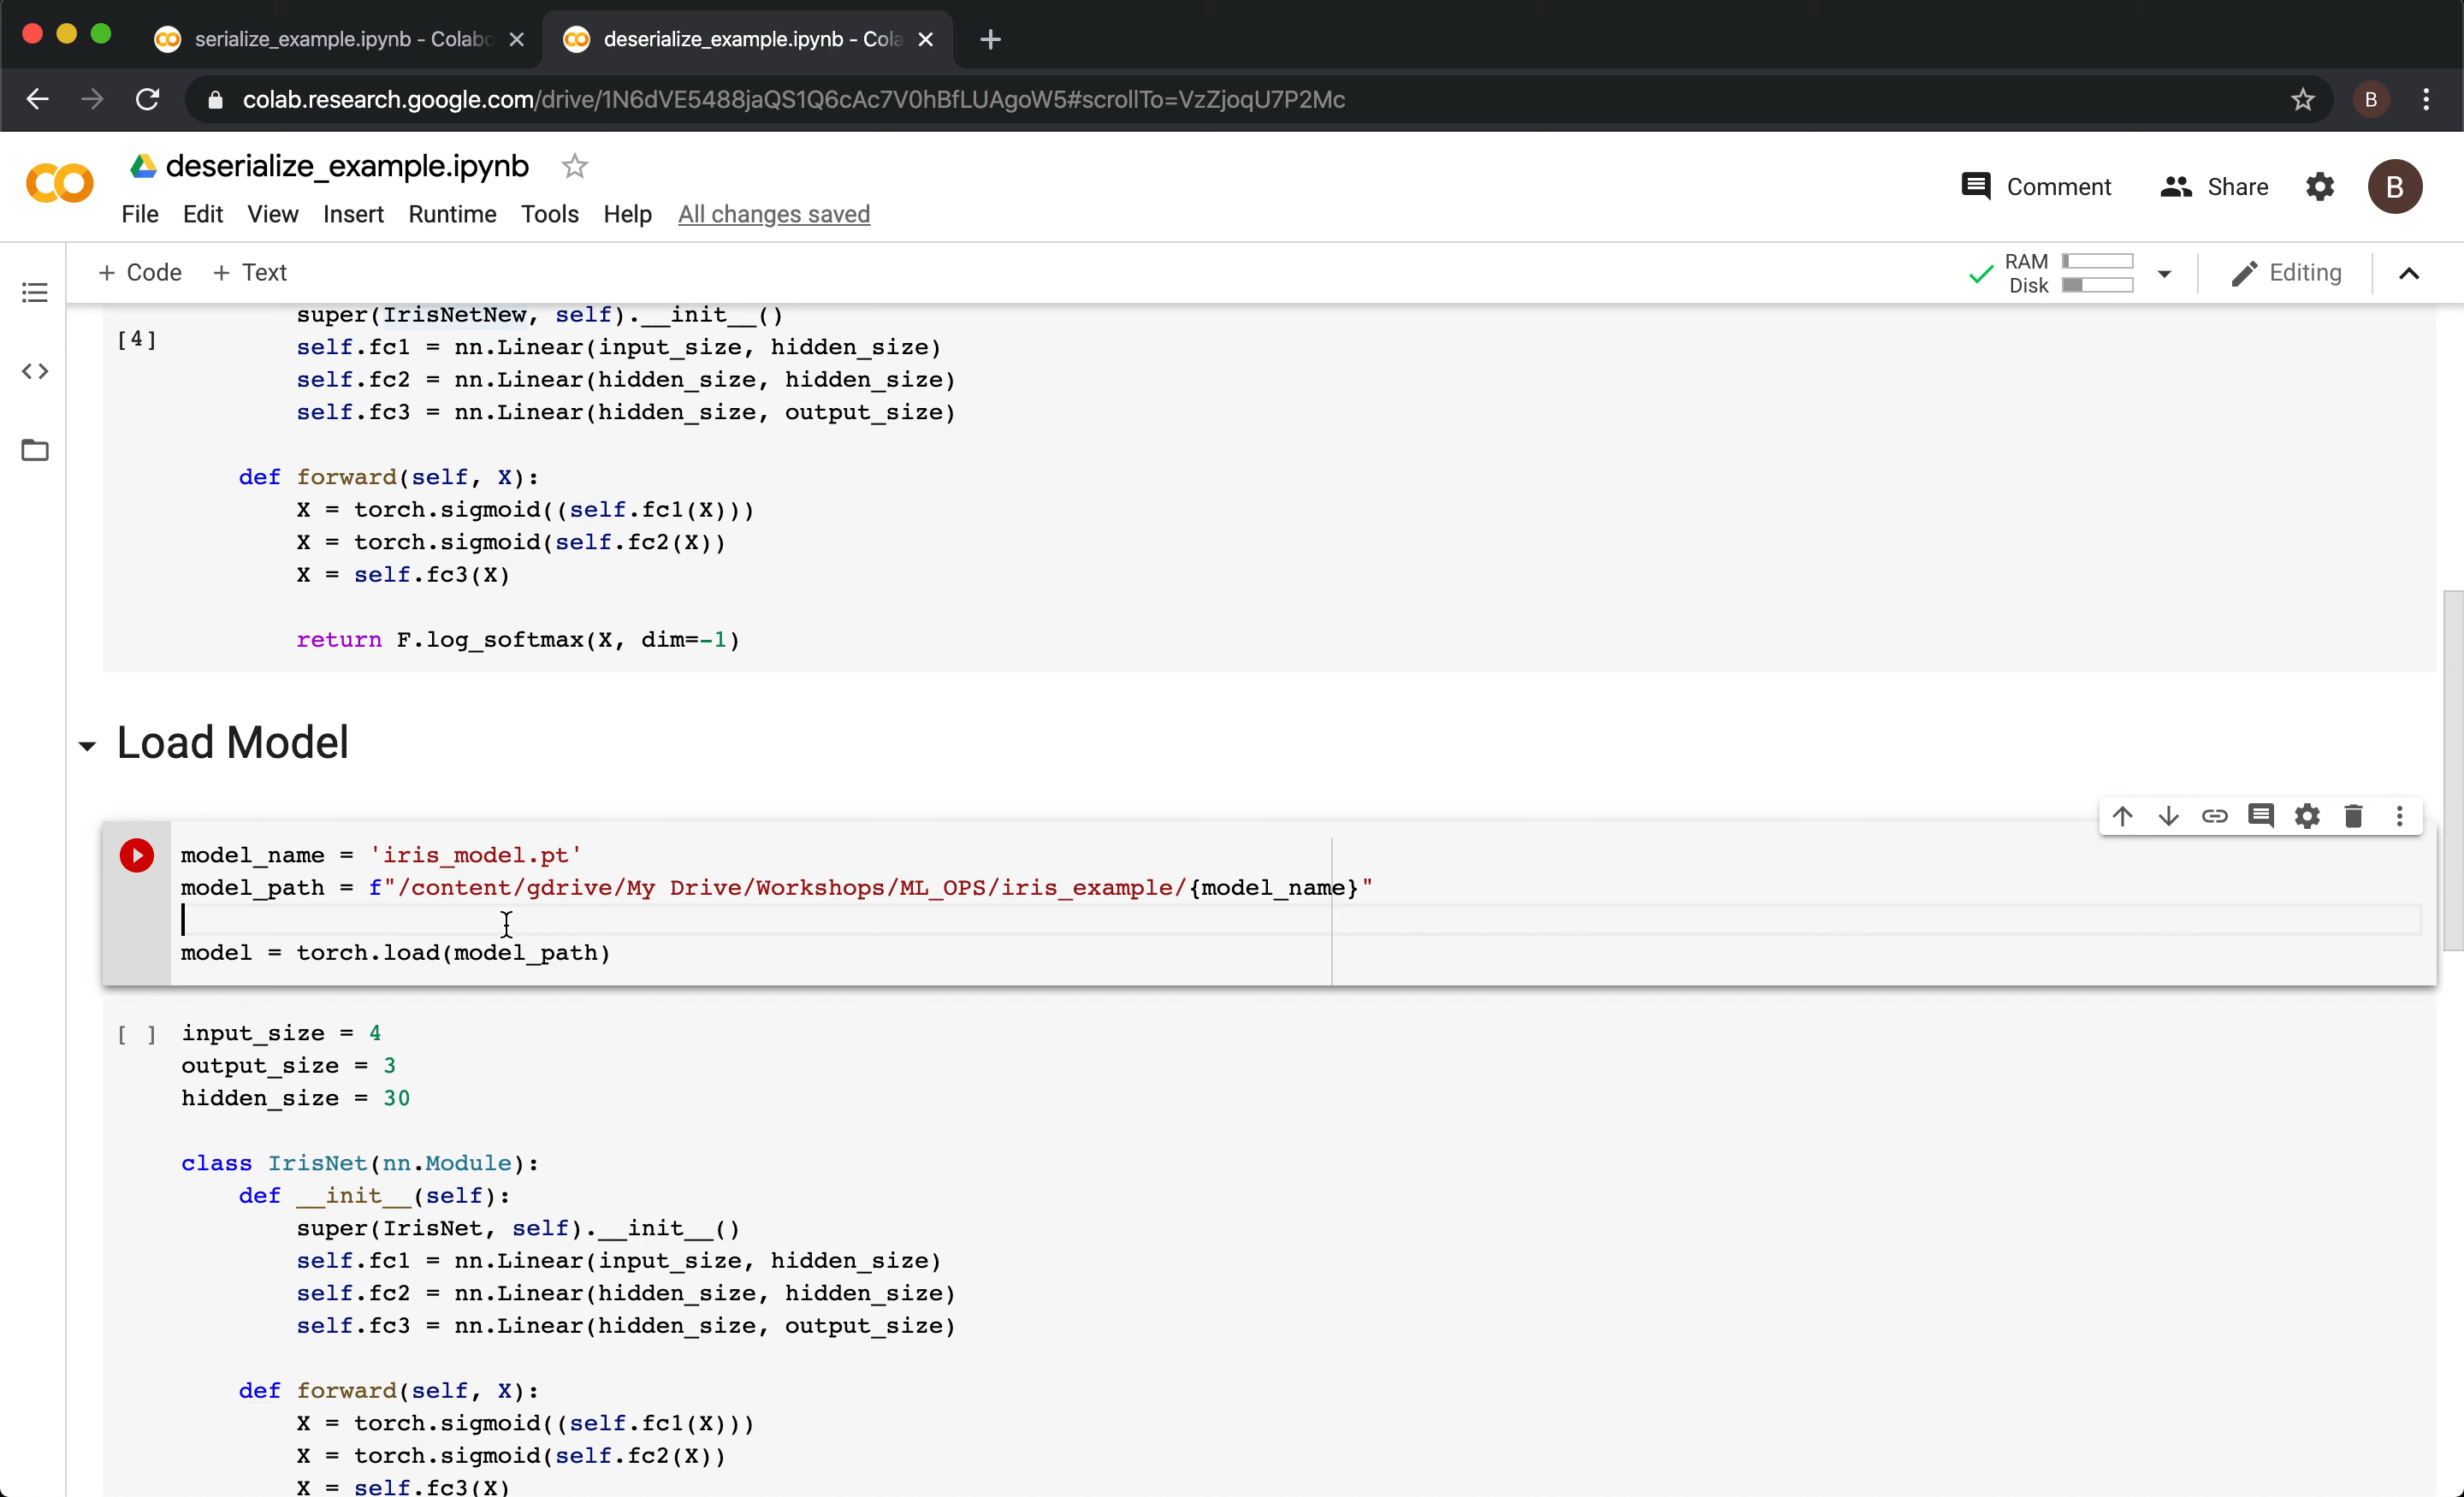 serialize_example.ipynb - Colabo
deserialize_example.ipynb - Cola
colab.research.google.com/drive/1N6dVE5488jaQS1Q6cAc7V0hBfLUAgoW5#scrollTo=VzZjoqU7P2Mc
B
deserialize_example.ipynb
Comment
Share
B
File Edit View Insert Runtime Tools Help All changes saved
+ Code + Text
RAM
Disk
Editing
super(IrisNetNew, self).__init__()
[4]
self.fc1 = nn.Linear(input_size, hidden_size)
self.fc2 = nn.Linear(hidden_size, hidden_size)
self.fc3 = nn.Linear(hidden_size, output_size)
def forward(self, X):
X = torch.sigmoid((self.fc1(X)))
X = torch.sigmoid(self.fc2(X))
X = self.fc3(X)
return F.log_softmax(X, dim=-1)
Load Model
model_name = 'iris_model.pt'
model_path = f"/content/gdrive/My Drive/Workshops/ML_OPS/iris_example/{model_name}"
model = torch.load(model_path)
[ ] input_size = 4
output_size = 3
hidden_size = 30
class IrisNet(nn.Module):
def __init__(self):
super(IrisNet, self).__init__()
self.fc1 = nn.Linear(input_size, hidden_size)
self.fc2 = nn.Linear(hidden_size, hidden_size)
self.fc3 = nn.Linear(hidden_size, output_size)
def forward(self, X):
X = torch.sigmoid((self.fc1(X)))
X = torch.sigmoid(self.fc2(X))
X = self.fc3(X)